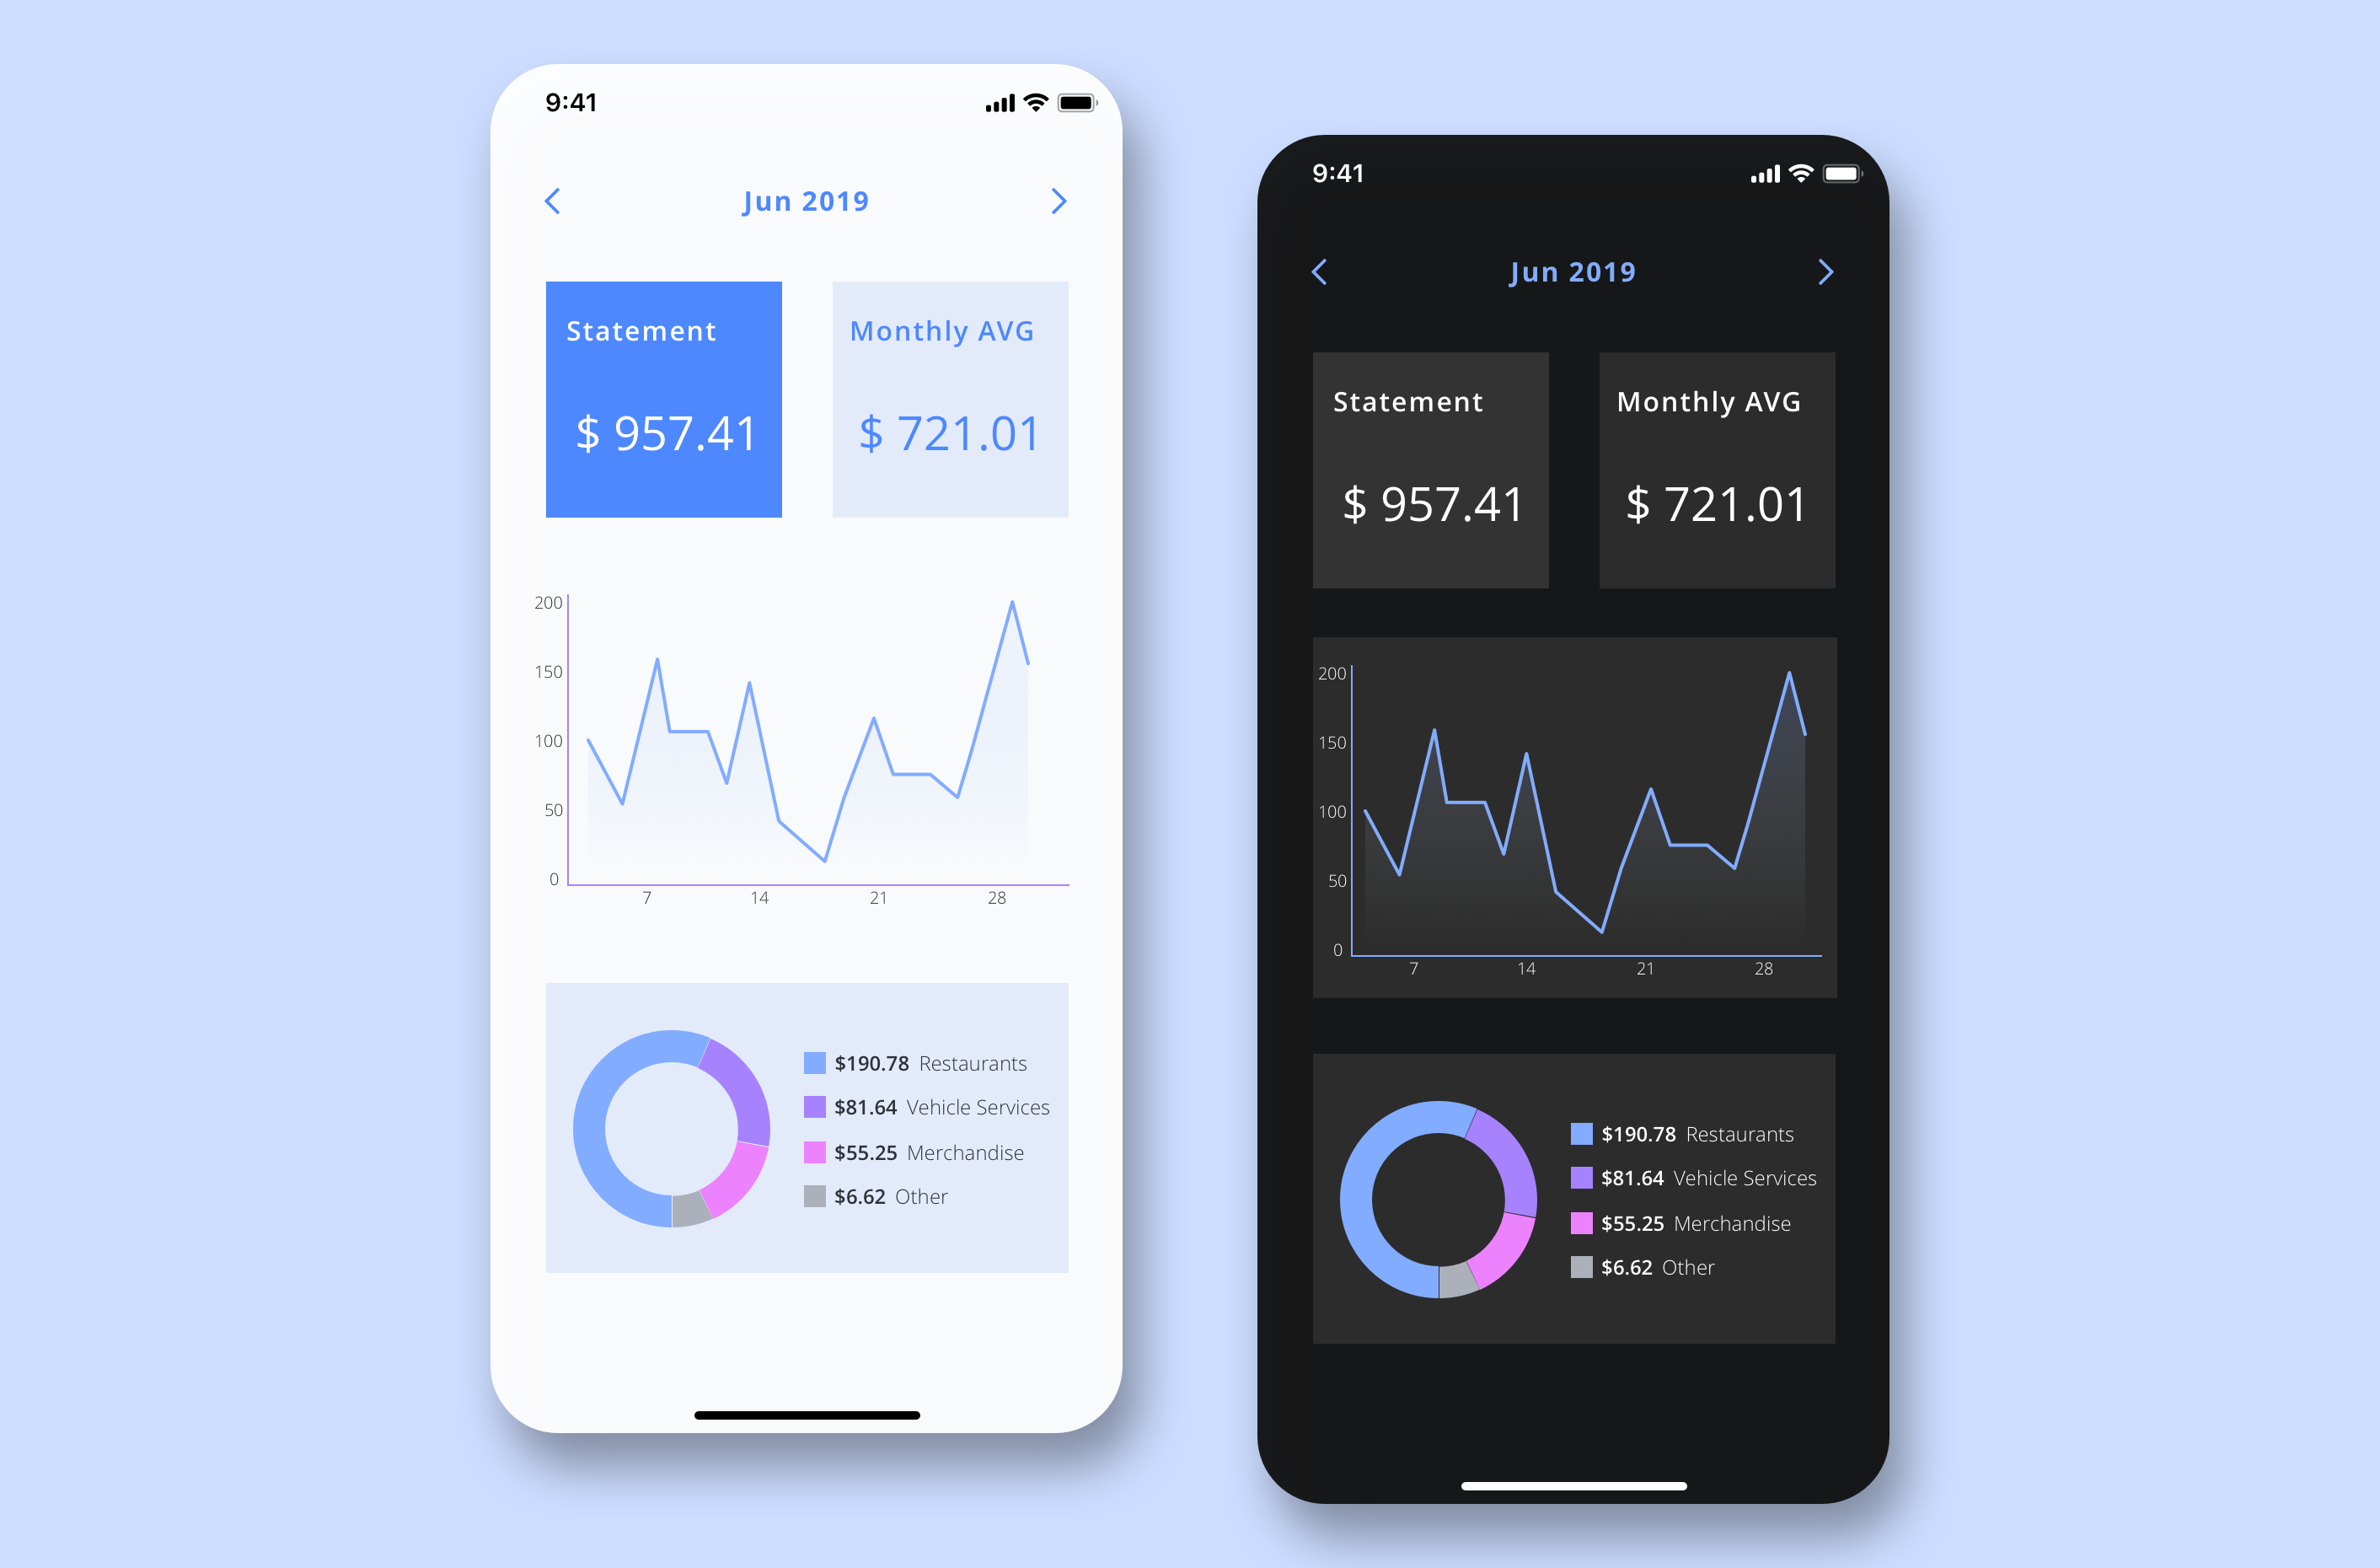 9:41
Jun 2019
Statement
Monthly AVG
$ 957.41
$ 721.01
200
150
100
50
0
7 14 21 28
$190.78 Restaurants
$81.64 Vehicle Services
$55.25 Merchandise
$6.62 Other
9:41
Jun 2019
Statement
Monthly AVG
$ 957.41
$ 721.01
200
150
100
50
0
7 14 21 28
$190.78 Restaurants
$81.64 Vehicle Services
$55.25 Merchandise
$6.62 Other